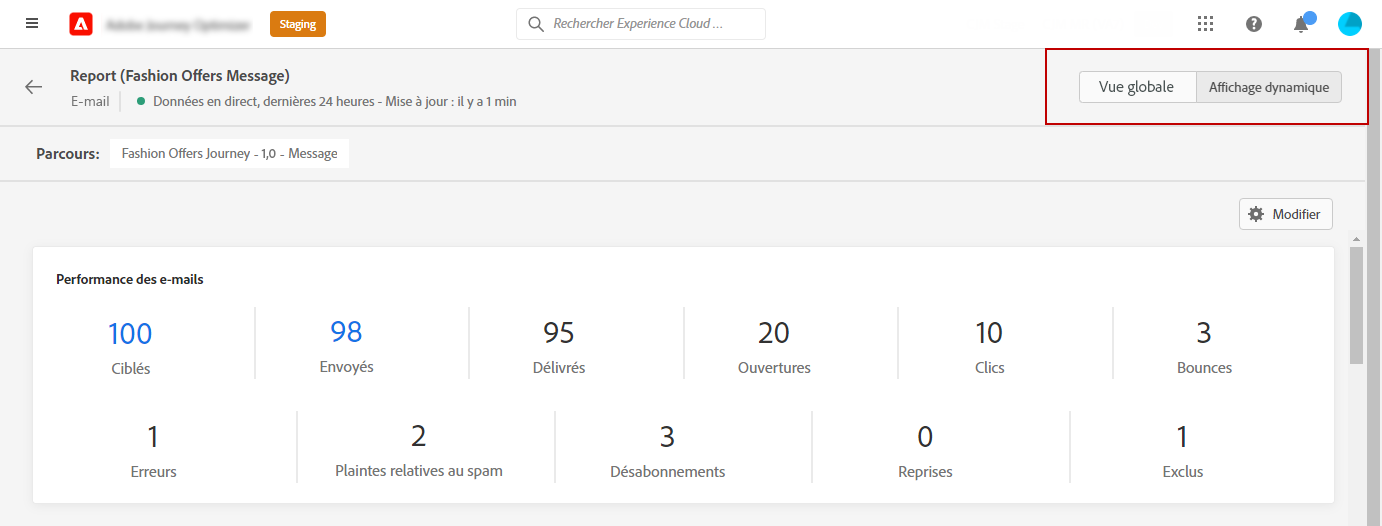 Staging
Rechercher Experience Cloud ...
Report (Fashion Offers Message)
E-mail
Données en direct, dernières 24 heures - Mise à jour : il y a 1 min
Vue globale
Affichage dynamique
Parcours:
Fashion Offers Journey - 1,0 - Message
Modifier
Performance des e-mails
100
98
95
20
10
3
Ciblés
Envoyés
Délivrés
Ouvertures
Clics
Bounces
1
2
3
0
1
Erreurs
Plaintes relatives au spam
Désabonnements
Reprises
Exclus